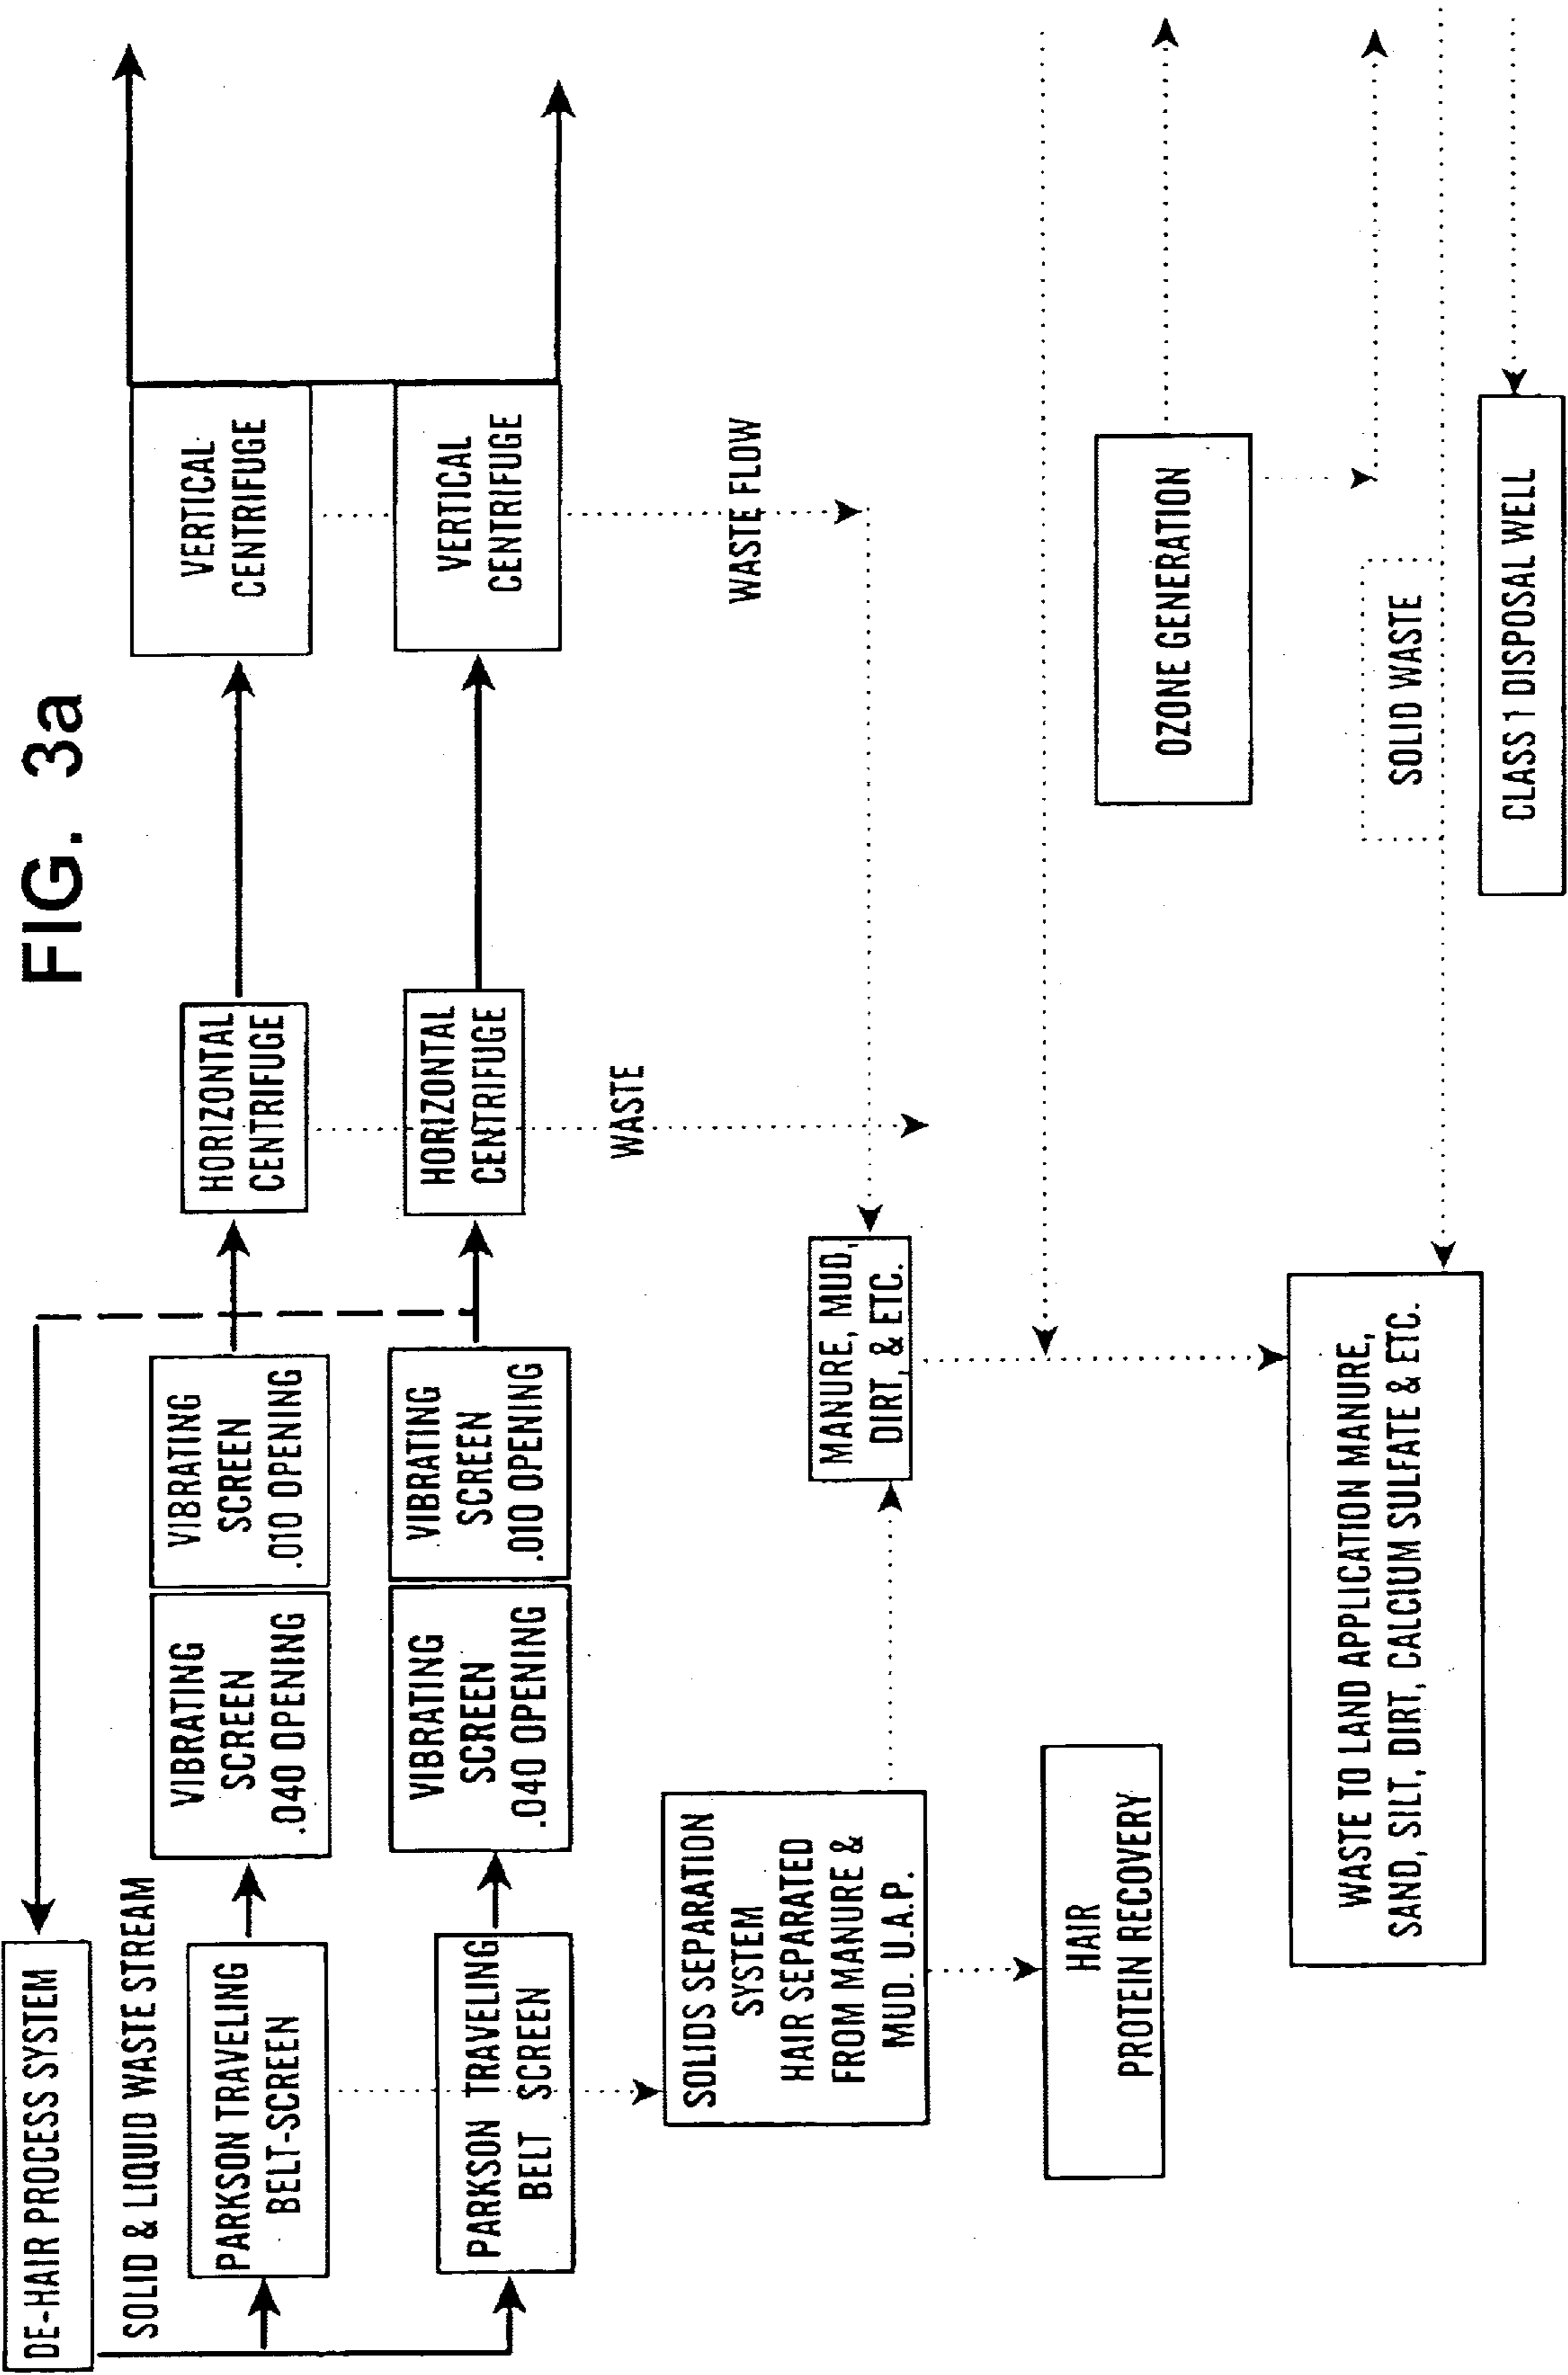 FIG. 3a
DE-HAIR PROCESS SYSTEM
SOLID & LIQUID WASTE STREAM
PARKSON TRAVELING
BELT-SCREEN
VIBRATING
SCREEN
.040 OPENING
VIBRATING
SCREEN
.010 OPENING
HORIZONTAL
CENTRIFUGE
VERTICAL
CENTRIFUGE
PARKSON TRAVELING
BELT SCREEN
VIBRATING
SCREEN
.040 OPENING
VIBRATING
SCREEN
.010 OPENING
HORIZONTAL
CENTRIFUGE
VERTICAL
CENTRIFUGE
WASTE
WASTE FLOW
SOLIDS SEPARATION
SYSTEM
HAIR SEPARATED
FROM MANURE &
MUD. U.A.P.
MANURE, MUD,
DIRT, & ETC.
HAIR
PROTEIN RECOVERY
OZONE GENERATION
WASTE TO LAND APPLICATION MANURE,
SAND, SILT, DIRT, CALCIUM SULFATE & ETC.
SOLID WASTE
CLASS 1 DISPOSAL WELL